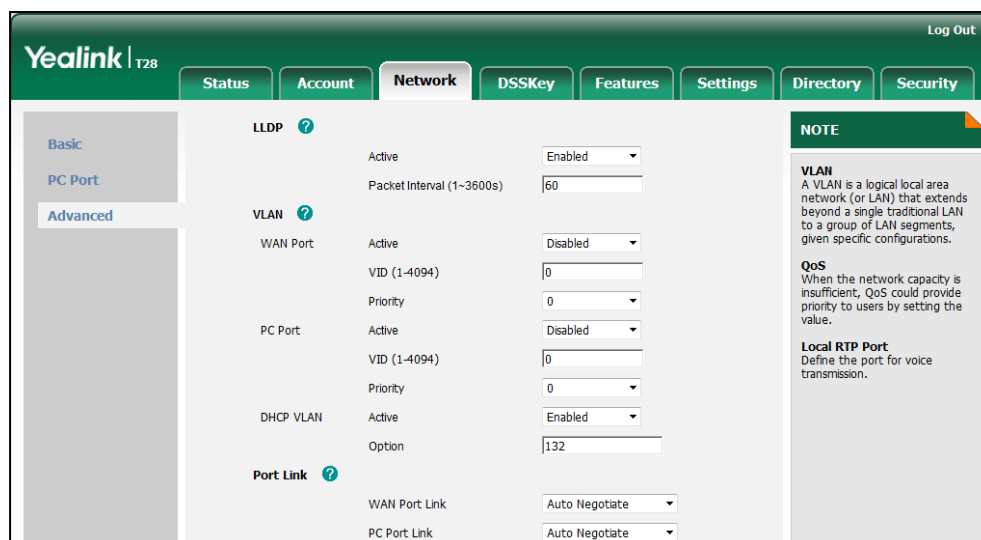 Log Out
Yealink T28
Status Account Network DSSKey Features Settings Directory Security
Basic
PC Port
Advanced
LLDP ?
Active Enabled
Packet Interval (1~3600s) 60
VLAN ?
WAN Port Active Disabled
VID (1-4094) 0
Priority 0
PC Port Active Disabled
VID (1-4094) 0
Priority 0
DHCP VLAN Active Enabled
Option 132
Port Link ?
WAN Port Link Auto Negotiate
PC Port Link Auto Negotiate
NOTE
VLAN
A VLAN is a logical local area
network (or LAN) that extends
beyond a single traditional LAN
to a group of LAN segments,
given specific configurations.
QoS
When the network capacity is
insufficient, QoS could provide
priority to users by setting the
value.
Local RTP Port
Define the port for voice
transmission.